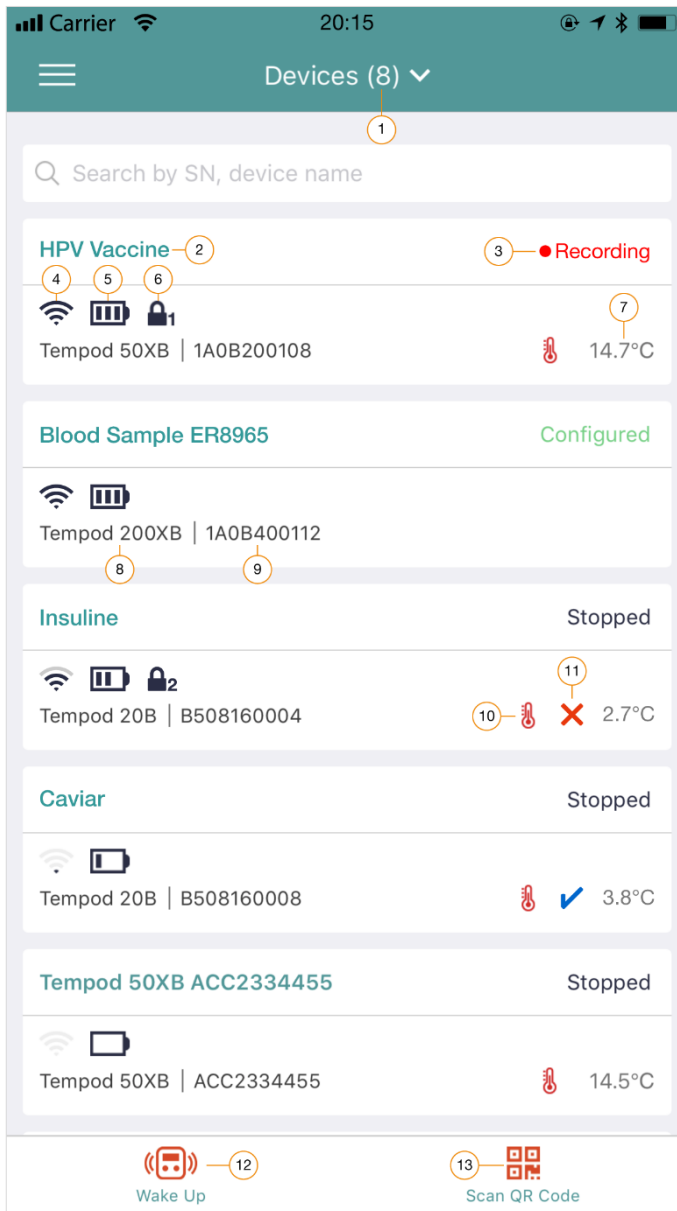 Carrier 20:15
Devices (8)
1
Search by SN, device name
HPV Vaccine 2 3 Recording
4 5 6 7
1
Tempod 50XB | 1A0B200108 14.7°C
Blood Sample ER8965 Configured
Tempod 200XB | 1A0B400112
8 9
Insuline Stopped
11
2
Tempod 20B | B508160004 10 2.7°C
Caviar Stopped
Tempod 20B | B508160008 3.8°C
Tempod 50XB ACC2334455 Stopped
Tempod 50XB | ACC2334455 14.5°C
12 13
Wake Up Scan QR Code